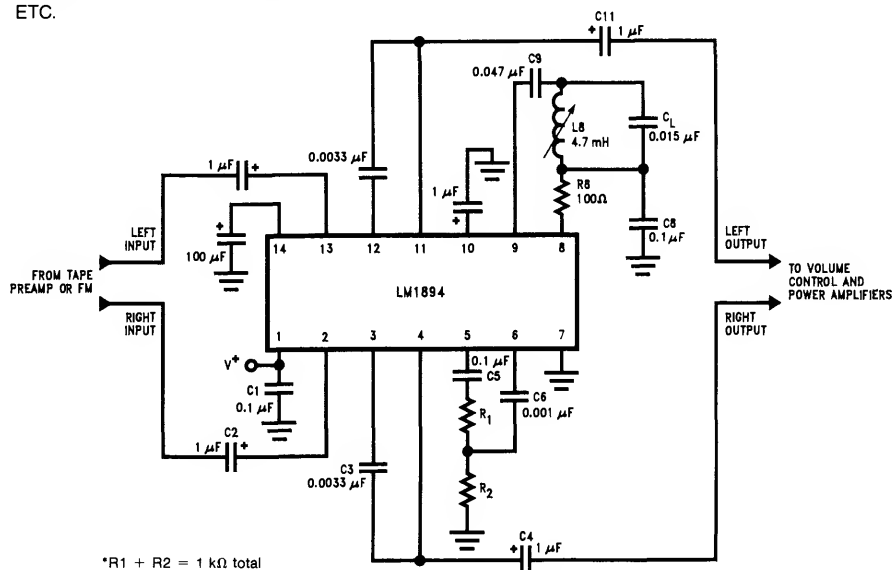 ETC.
C11
1 μF
C9
0.047 μF
L8
4.7 mH
CL
0.015 μF
0.0033 μF
1 μF
1 μF
R8
100Ω
C8
0.1 μF
LEFT
INPUT
100 μF
14
13
12
11
10
9
8
LEFT
OUTPUT
FROM TAPE
PREAMP OR FM
LM1894
TO VOLUME
CONTROL AND
POWER AMPLIFIERS
RIGHT
INPUT
RIGHT
OUTPUT
1
2
3
4
5
6
7
V+
C1
0.1 μF
0.1 μF
C5
C6
0.001 μF
R1
C2
1 μF
C3
0.0033 μF
R2
C4
1 μF
*R1 + R2 = 1 kΩ total